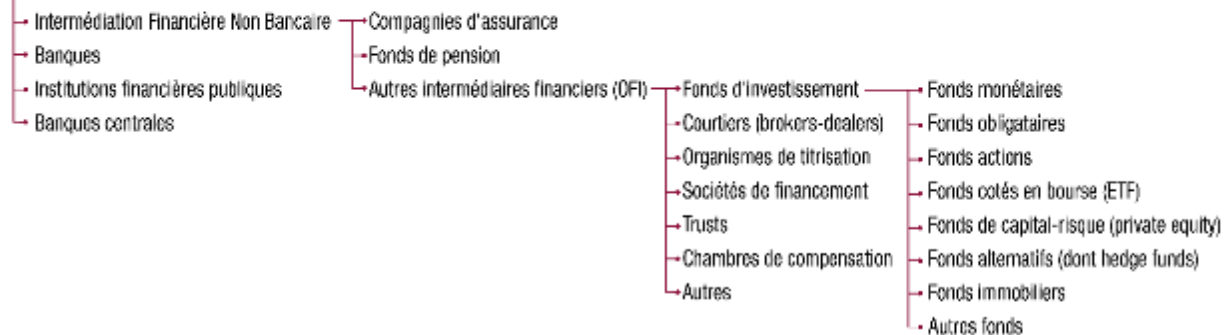 Intermédiation Financière Non Bancaire
Banques
Institutions financières publiques
Banques centrales
Compagnies d'assurance
Fonds de pension
Autres intermédiaires financiers (OFI)
Fonds d'investissement
Courtiers (brokers-dealers)
Organismes de titrisation
Sociétés de financement
Trusts
Chambres de compensation
Autres
Fonds monétaires
Fonds obligataires
Fonds actions
Fonds cotés en bourse (ETF)
Fonds de capital-risque (private equity)
Fonds alternatifs (dont hedge funds)
Fonds immobiliers
Autres fonds